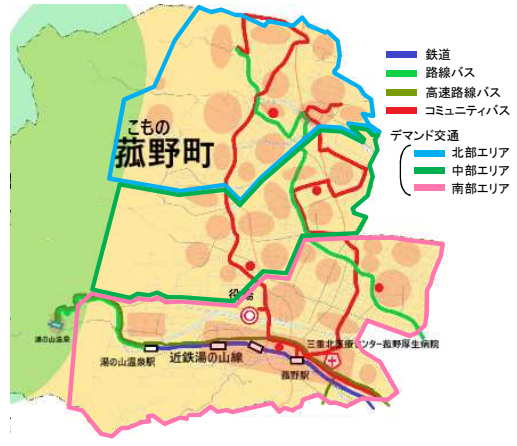 鉄道
路線バス
高速路線バス
コミュニティバス
デマンド交通
北部エリア
中部エリア
南部エリア
こもの
菰野町
役場
湯の山温泉
三重北医療センター菰野厚生病院
近鉄湯の山線
湯の山温泉駅
菰野駅